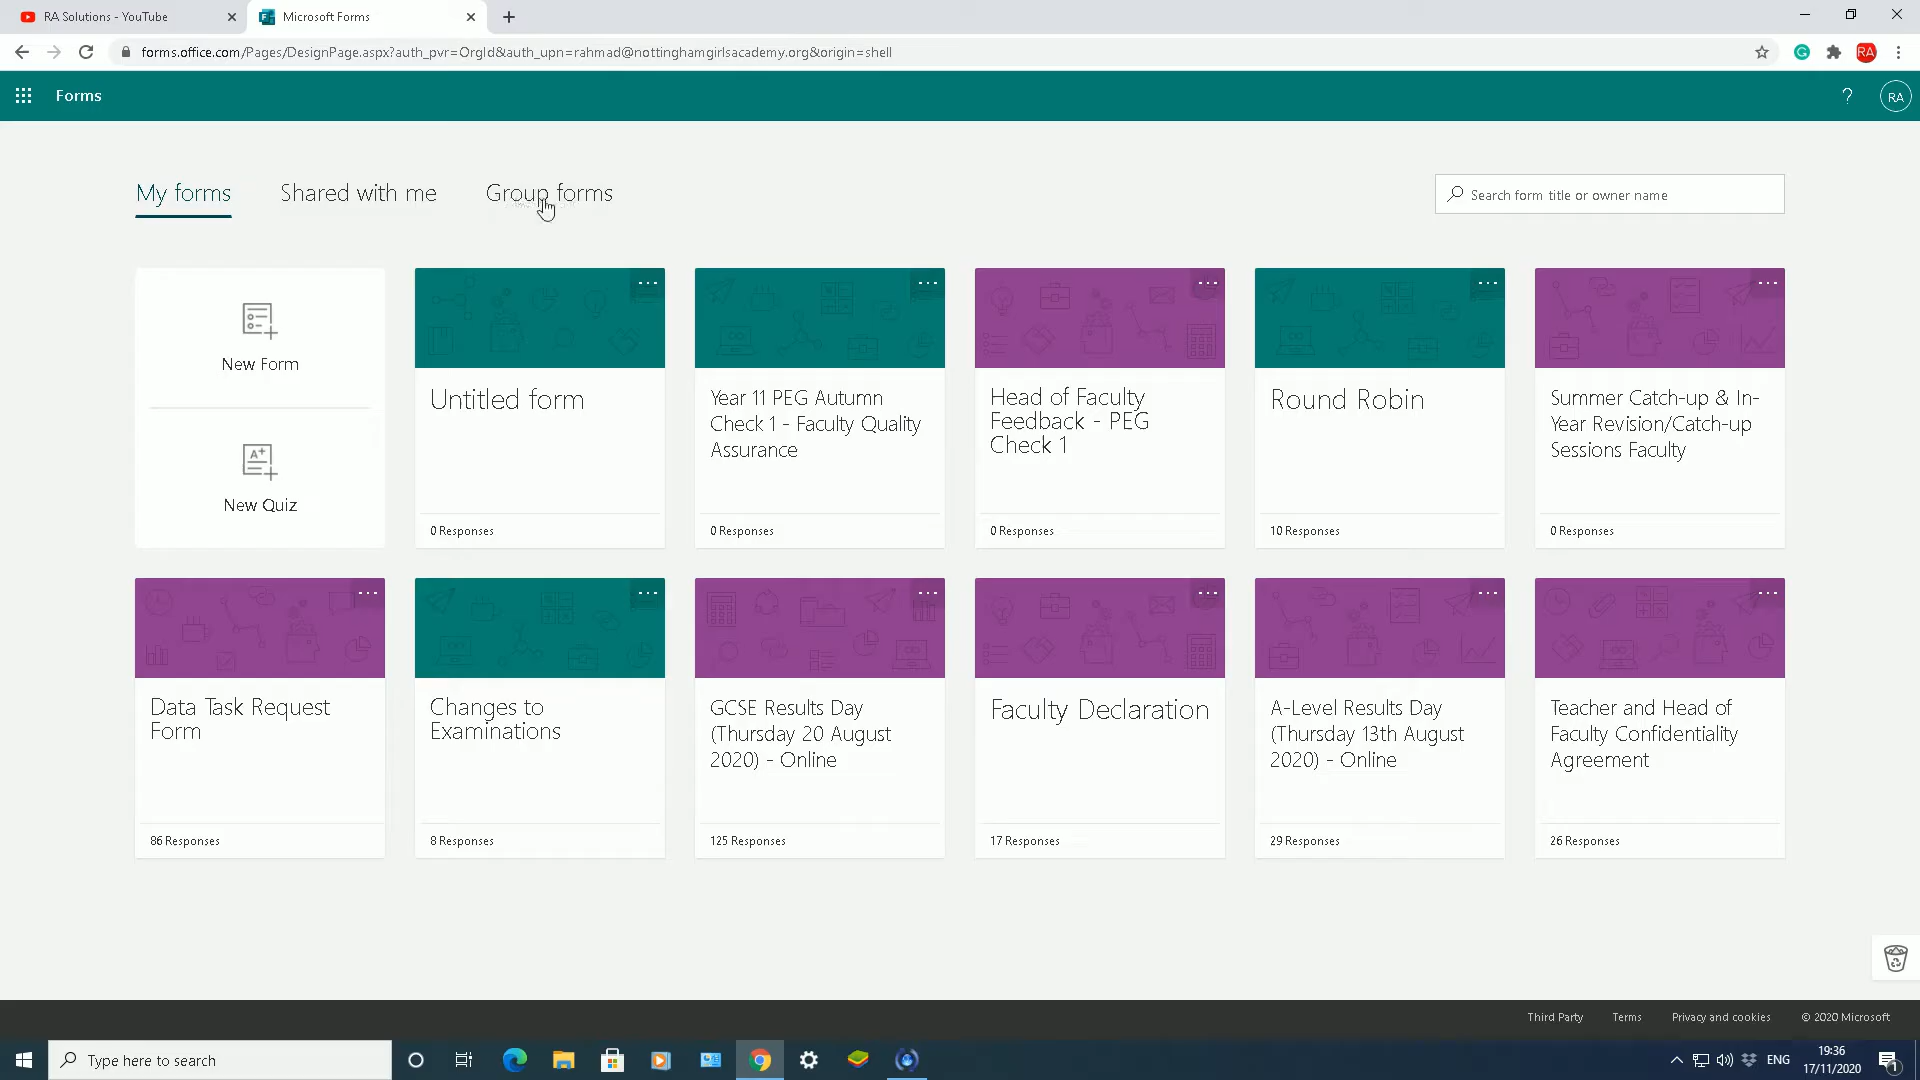 RA Solutions - YouTube
Microsoft Forms
forms.office.com/Pages/DesignPage.aspx?auth_pvr=OrgId&auth_upn=rahmad@nottinghamgirlsacademy.org&origin=shell
RA
Forms
?
RA
My forms
Shared with me
Group forms
Search form title or owner name
New Form
New Quiz
Untitled form
0 Responses
Year 11 PEG Autumn
Check 1 - Faculty Quality
Assurance
0 Responses
Head of Faculty
Feedback - PEG
Check 1
0 Responses
Round Robin
10 Responses
Summer Catch-up & In-
Year Revision/Catch-up
Sessions Faculty
0 Responses
Data Task Request
Form
86 Responses
Changes to
Examinations
8 Responses
GCSE Results Day
(Thursday 20 August
2020) - Online
125 Responses
Faculty Declaration
17 Responses
A-Level Results Day
(Thursday 13th August
2020) - Online
29 Responses
Teacher and Head of
Faculty Confidentiality
Agreement
26 Responses
Third Party
Terms
Privacy and cookies
© 2020 Microsoft
Type here to search
ENG
19:36
17/11/2020
1